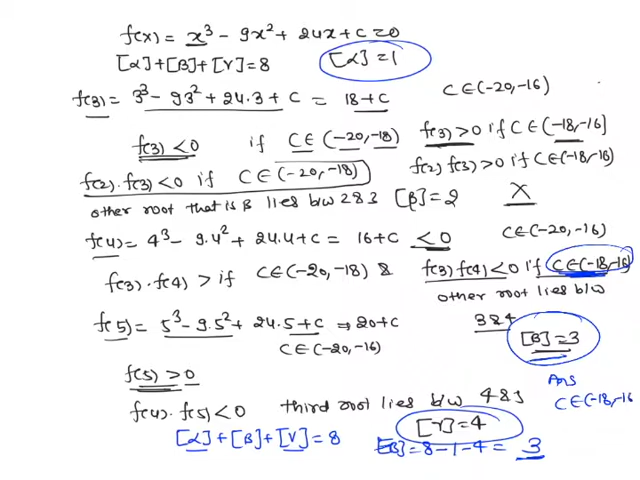 f(x) = x³ - 9x² + 24x + c = 0
[α] + [β] + [γ] = 8 [α] = 1
f(3) = 3³ - 93² + 24.3 + c = 18 + c C ∈ (-20, -16)
f(3) < 0 if C ∈ (-20, -18) f(3) > 0 if C ∈ (-18, -16]
f(2).f(3) < 0 if C ∈ (-20, -18) f(2) f(3) > 0 if C ∈ (-18, -16)
other root that is β lies b/w 2 & 3 [β] = 2 X
f(4) = 4³ - 9.4² + 24.4 + c = 16 + c < 0 C ∈ (-20, -16)
f(3).f(4) > if C ∈ (-20, -18) & f(3) f(4) < 0 if C ∈ (-18, -16)
other root lies b/w
3 & 4
f(5) = 5³ - 9.5² + 24.5 + c ⇒ 20 + c [β] = 3
C ∈ (-20, -16)
f(5) > 0 Ans
f(4).f(5) < 0 third root lies b/w 4 & 5 C ∈ (-18, -16
[γ] = 4
[α] + [β] + [γ] = 8 [β] = 8 - 1 - 4 = 3